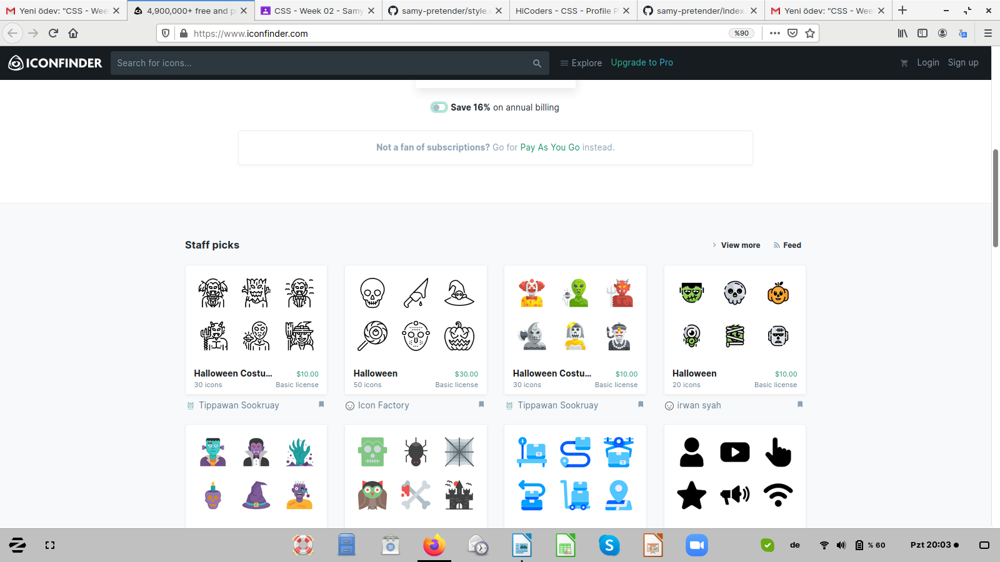 Yeni ödev: "CSS - Wee
4,900,000+ free and p
CSS - Week 02 - Samy
samy-pretender/style.c
HiCoders - CSS - Profile P
samy-pretender/index.
Yeni ödev: "CSS - Wee
https://www.iconfinder.com
%90
ICONFINDER
Search for icons...
Explore
Upgrade to Pro
Login
Sign up
Save 16% on annual billing
Not a fan of subscriptions? Go for Pay As You Go instead.
Staff picks
View more
Feed
Halloween Costu... $10.00
30 icons Basic license
Tippawan Sookruay
Halloween $30.00
50 icons Basic license
Icon Factory
Halloween Costu... $10.00
30 icons Basic license
Tippawan Sookruay
Halloween $10.00
20 icons Basic license
irwan syah
de
% 60
Pzt 20:03